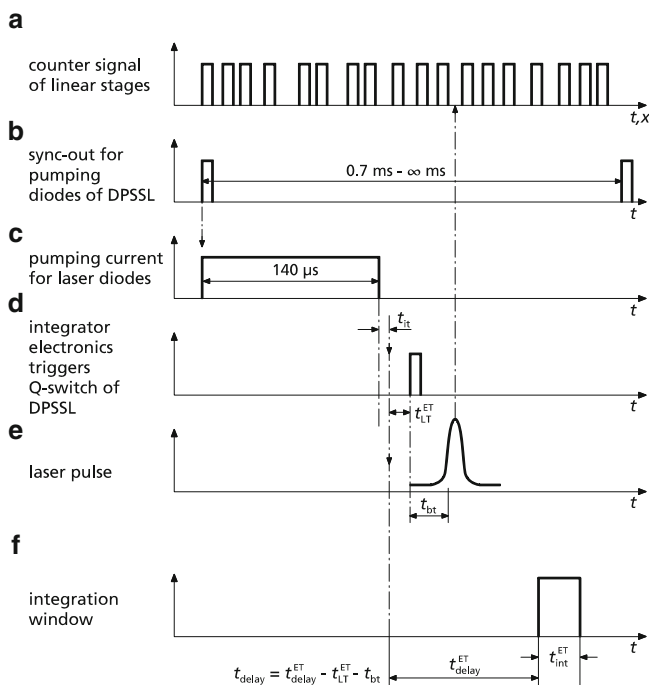 a
counter signal
of linear stages
t,x
b
sync-out for
pumping
diodes of DPSSL
0.7 ms - ∞ ms
t
c
pumping current
for laser diodes
140 µs
t
d
integrator
electronics
triggers
Q-switch of
DPSSL
t_it
t_LT^ET
t
e
laser pulse
t_bt
t
f
integration
window
t
t_delay = t_delay^ET - t_LT^ET - t_bt
t_delay^ET
t_int^ET